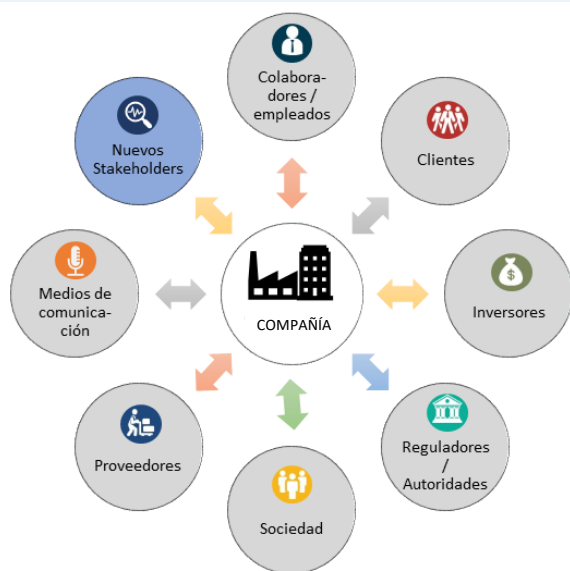 Colabora-
dores /
empleados
Nuevos
Stakeholders
Clientes
Medios de
comunica-
ción
COMPAÑÍA
Inversores
Proveedores
Reguladores
/
Autoridades
Sociedad